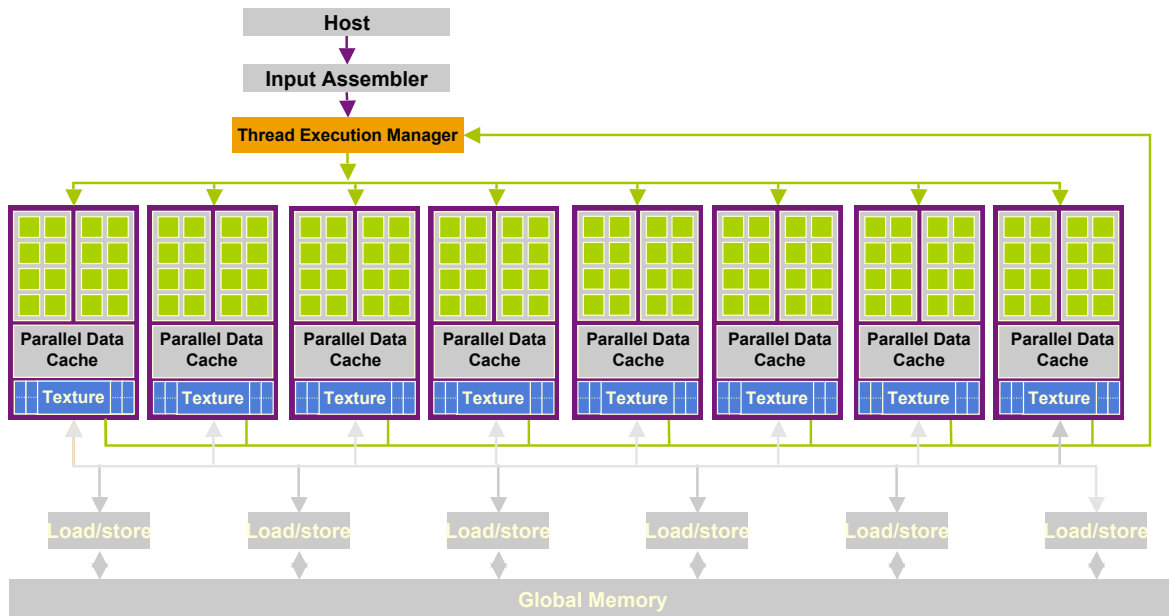 Host
Input Assembler
Thread Execution Manager
Parallel Data
Cache
Parallel Data
Cache
Parallel Data
Cache
Parallel Data
Cache
Parallel Data
Cache
Parallel Data
Cache
Parallel Data
Cache
Parallel Data
Cache
Texture
Texture
Texture
Texture
Texture
Texture
Texture
Texture
Load/store
Load/store
Load/store
Load/store
Load/store
Load/store
Global Memory